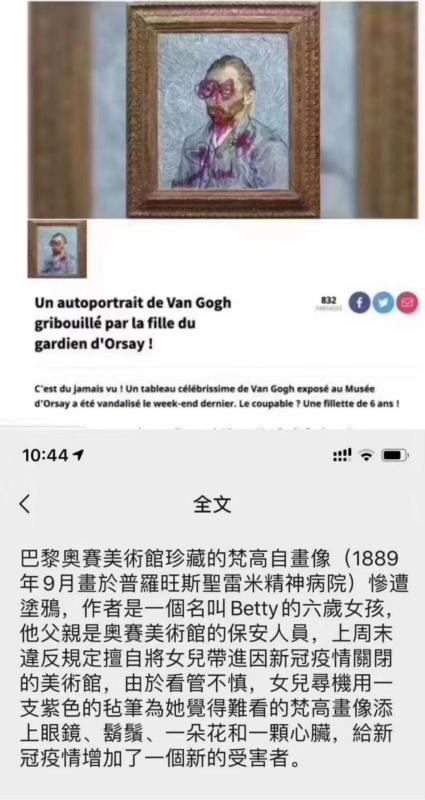 Un autoportrait de Van Gogh
gribouillé par la fille du
gardien d'Orsay !
832
PARTAGES
C'est du jamais vu ! Un tableau célébrissime de Van Gogh exposé au Musée
d'Orsay a été vandalisé le week-end dernier. Le coupable ? Une fillette de 6 ans !
10:44
全文
巴黎奧賽美術館珍藏的梵高自畫像（1889
年9月畫於普羅旺斯聖雷米精神病院）慘遭
塗鴉，作者是一個名叫Betty的六歲女孩，
他父親是奧賽美術館的保安人員，上周末
違反規定擅自將女兒帶進因新冠疫情關閉
的美術館，由於看管不慎，女兒尋機用一
支紫色的毡筆為她覺得難看的梵高畫像添
上眼鏡、鬍鬚、一朵花和一顆心臟，給新
冠疫情增加了一個新的受害者。